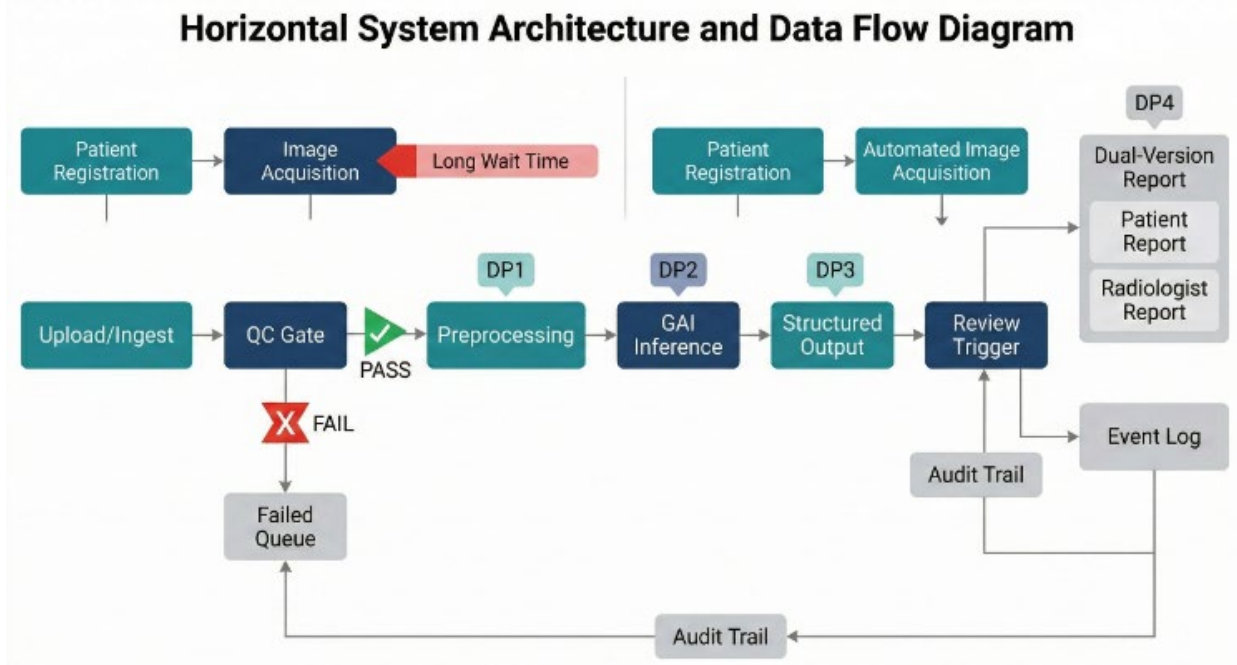 Horizontal System Architecture and Data Flow Diagram
Patient
Registration
Image
Acquisition
Long Wait Time
Patient
Registration
Automated Image
Acquisition
DP4
Dual-Version
Report
Patient
Report
Radiologist
Report
DP1
DP2
DP3
Upload/Ingest
QC Gate
PASS
Preprocessing
GAI
Inference
Structured
Output
Review
Trigger
X
FAIL
Event Log
Audit Trail
Failed
Queue
Audit Trail